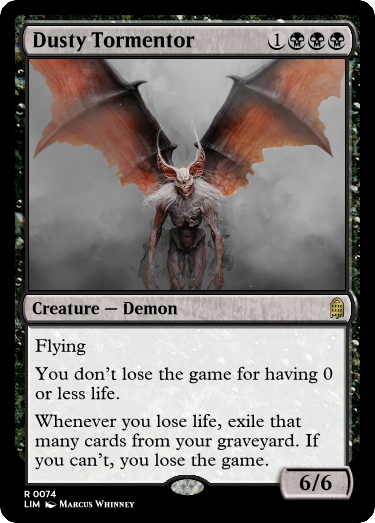 Dusty Tormentor 1
Creature — Demon
Flying
You don't lose the game for having 0
or less life.
Whenever you lose life, exile that
many cards from your graveyard. If
you can't, you lose the game.
6/6
R 0074
LIM Marcus Whinney